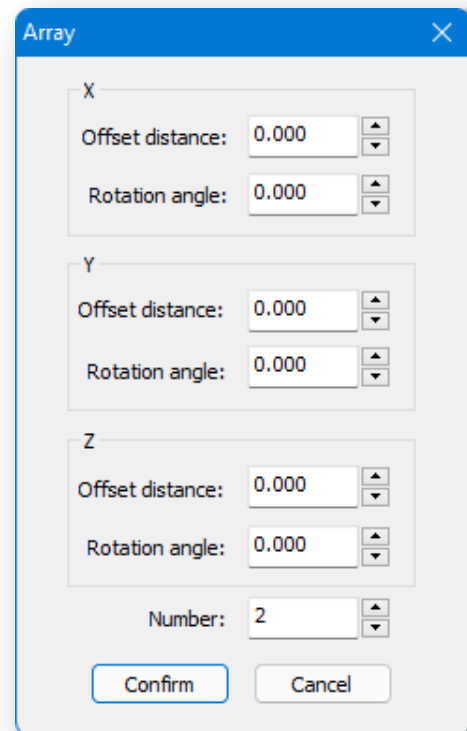 Array
X
Offset distance: 0.000
Rotation angle: 0.000
Y
Offset distance: 0.000
Rotation angle: 0.000
Z
Offset distance: 0.000
Rotation angle: 0.000
Number: 2
Confirm Cancel